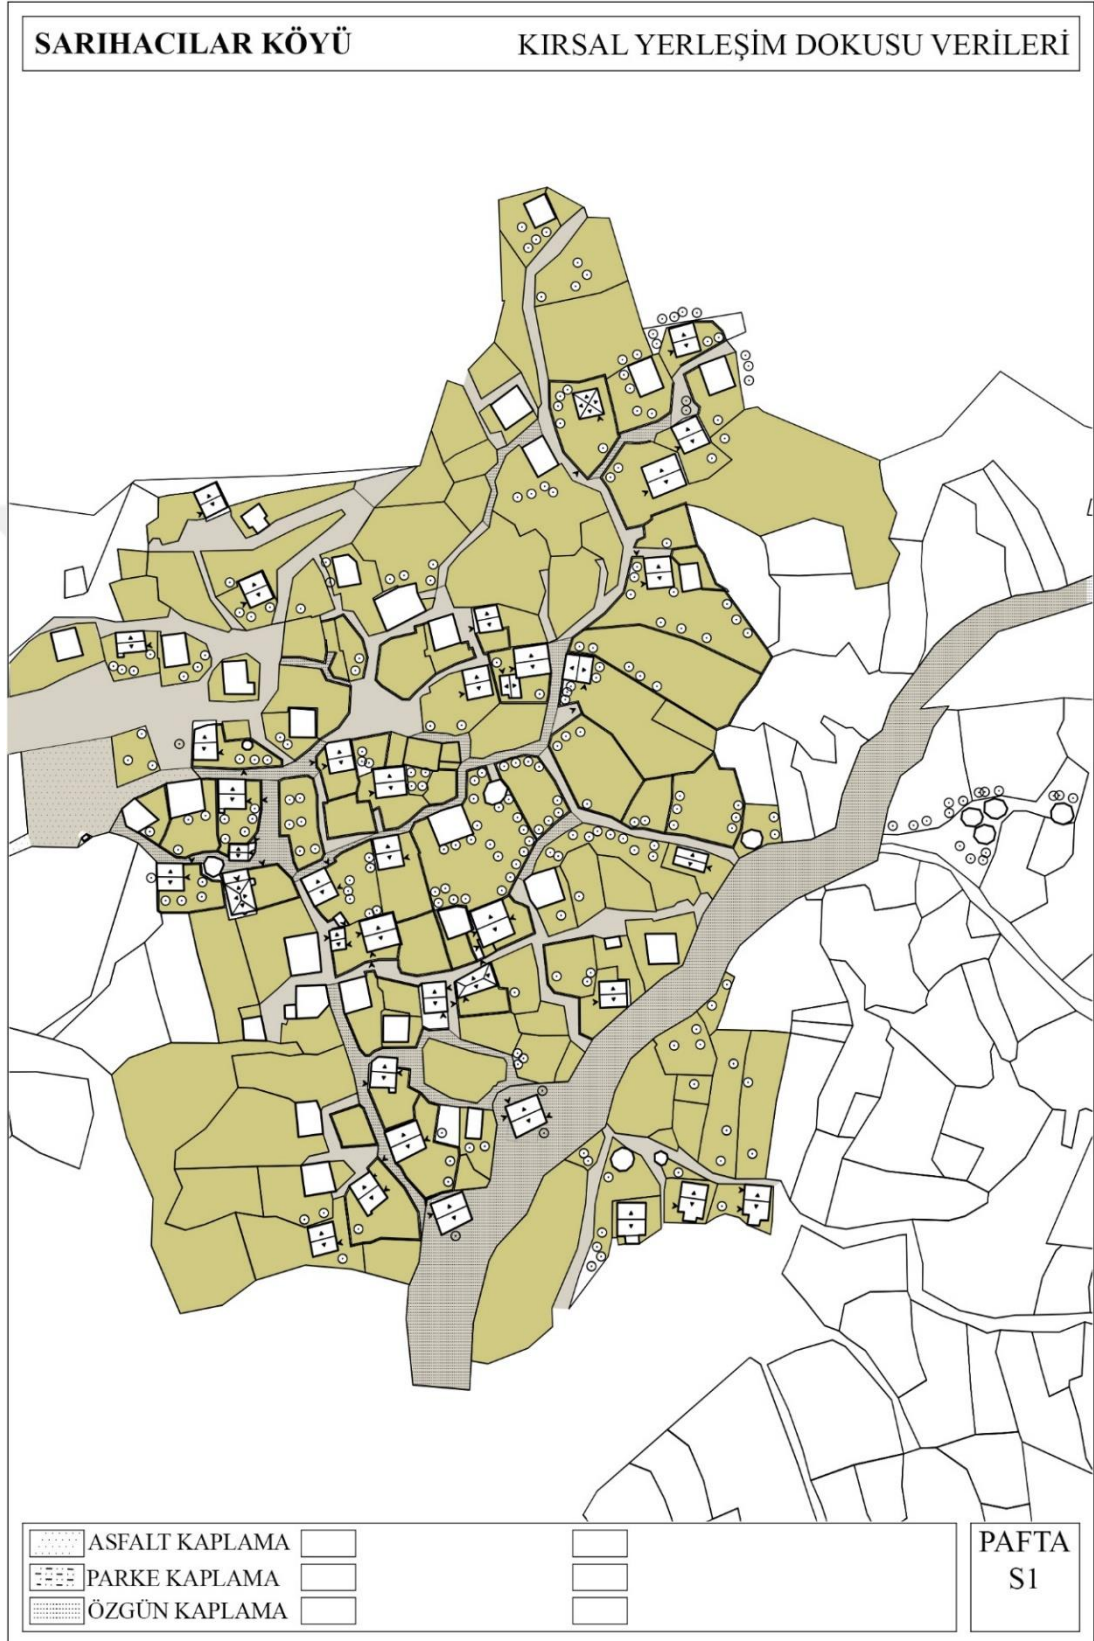 SARIHACILAR KÖYÜ
KIRSAL YERLEŞİM DOKUSU VERİLERİ
ASFALT KAPLAMA
PARKE KAPLAMA
ÖZGÜN KAPLAMA
PAFTA
S1